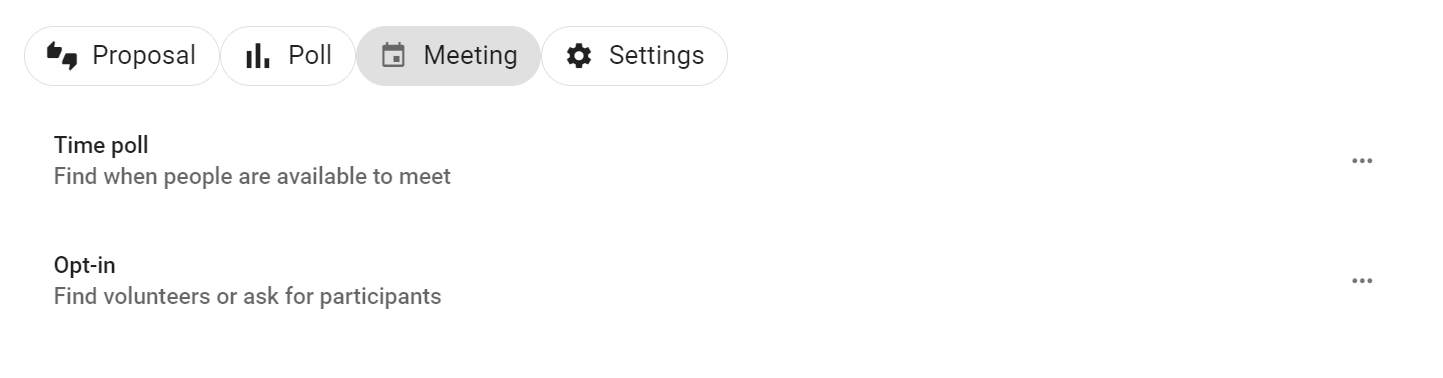 Proposal Poll Meeting Settings
Time poll
Find when people are available to meet
Opt-in
Find volunteers or ask for participants